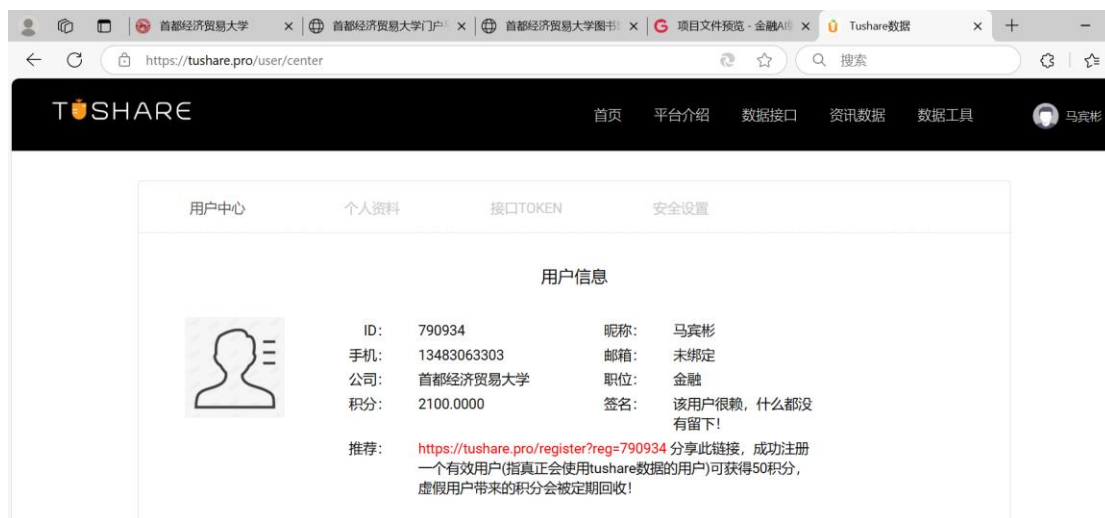 首都经济贸易大学
首都经济贸易大学门户
首都经济贸易大学图书
项目文件预览 - 金融AI
Tushare数据
https://tushare.pro/user/center
搜索
TUSHARE
首页 平台介绍 数据接口 资讯数据 数据工具 马宾彬
用户中心 个人资料 接口TOKEN 安全设置
用户信息
ID: 790934 昵称: 马宾彬
手机: 13483063303 邮箱: 未绑定
公司: 首都经济贸易大学 职位: 金融
积分: 2100.0000 签名: 该用户很赖，什么都没
有留下!
推荐: https://tushare.pro/register?reg=790934 分享此链接，成功注册
一个有效用户(指真正会使用tushare数据的用户)可获得50积分，
虚假用户带来的积分会被定期回收!